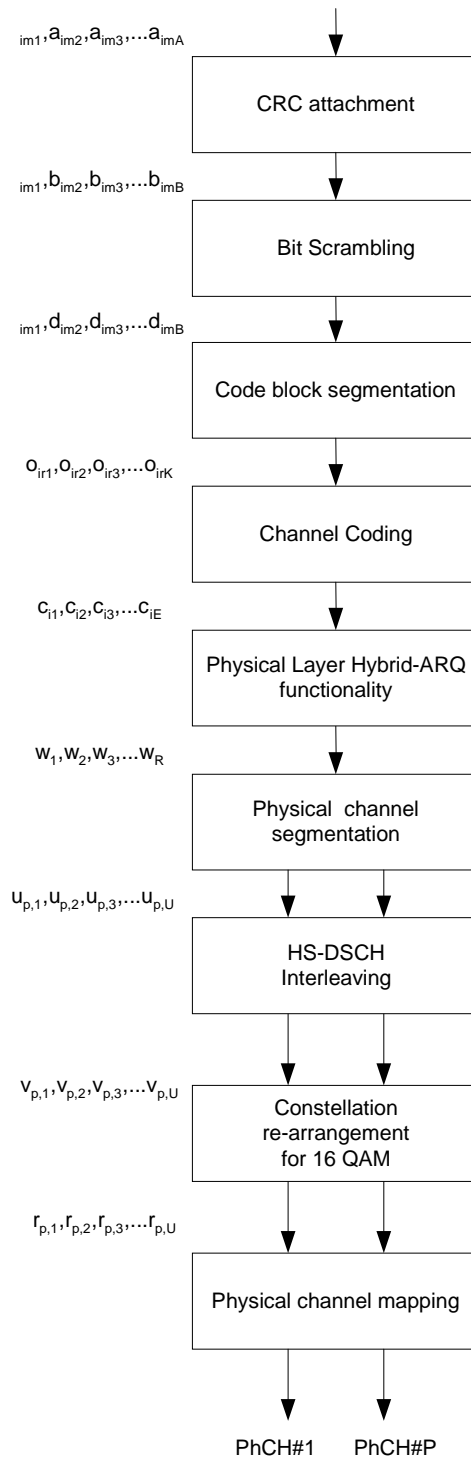 im1,aim2,aim3,...aimA
CRC attachment
im1,bim2,bim3,...bimB
Bit Scrambling
im1,dim2,dim3,...dimB
Code block segmentation
oir1,oir2,oir3,...oirK
Channel Coding
ci1,ci2,ci3,...ciE
Physical Layer Hybrid-ARQ
functionality
w1,w2,w3,...wR
Physical channel
segmentation
up,1,up,2,up,3,...up,U
HS-DSCH
Interleaving
vp,1,vp,2,vp,3,...vp,U
Constellation
re-arrangement
for 16 QAM
rp,1,rp,2,rp,3,...rp,U
Physical channel mapping
PhCH#1 PhCH#P